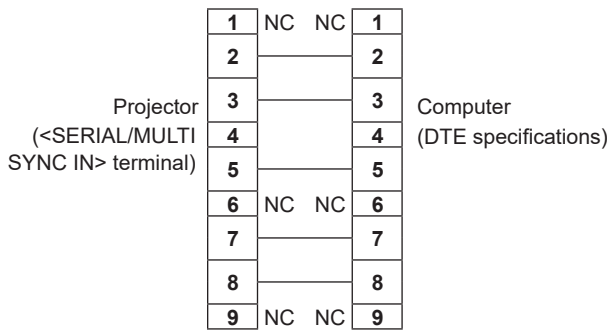 1 NC NC 1
2 2
Projector 3 3 Computer
(<SERIAL/MULTI 4 4 (DTE specifications)
SYNC IN> terminal) 5 5
6 NC NC 6
7 7
8 8
9 NC NC 9